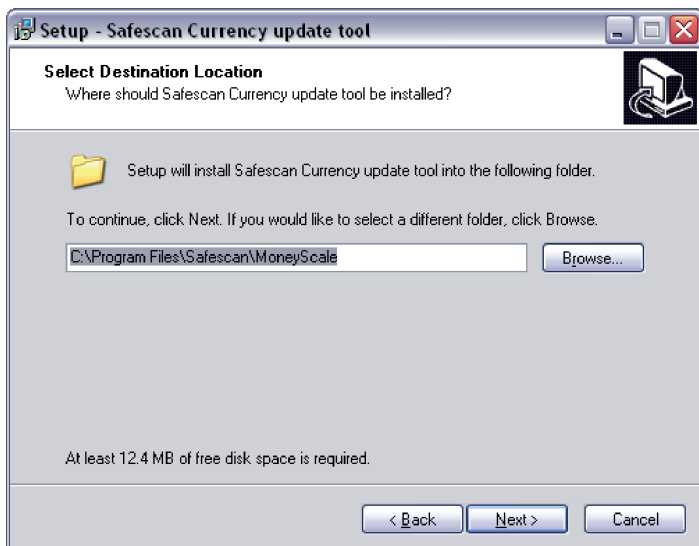 Setup - Safescan Currency update tool
Select Destination Location
Where should Safescan Currency update tool be installed?
Setup will install Safescan Currency update tool into the following folder.
To continue, click Next. If you would like to select a different folder, click Browse.
C:\Program Files\Safescan\MoneyScale
Browse...
At least 12.4 MB of free disk space is required.
< Back
Next >
Cancel